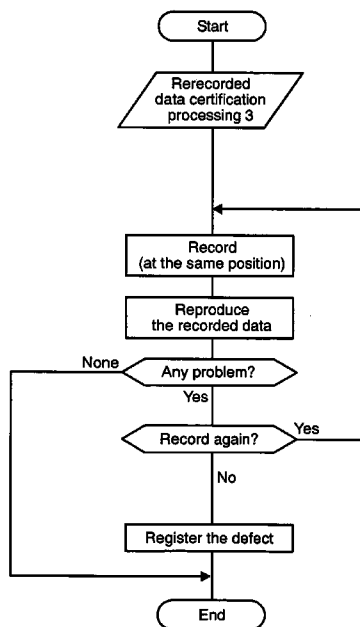 Start
Rerecorded
data certification
processing 3
Record
(at the same position)
Reproduce
the recorded data
None
Any problem?
Yes
Record again?
Yes
No
Register the defect
End